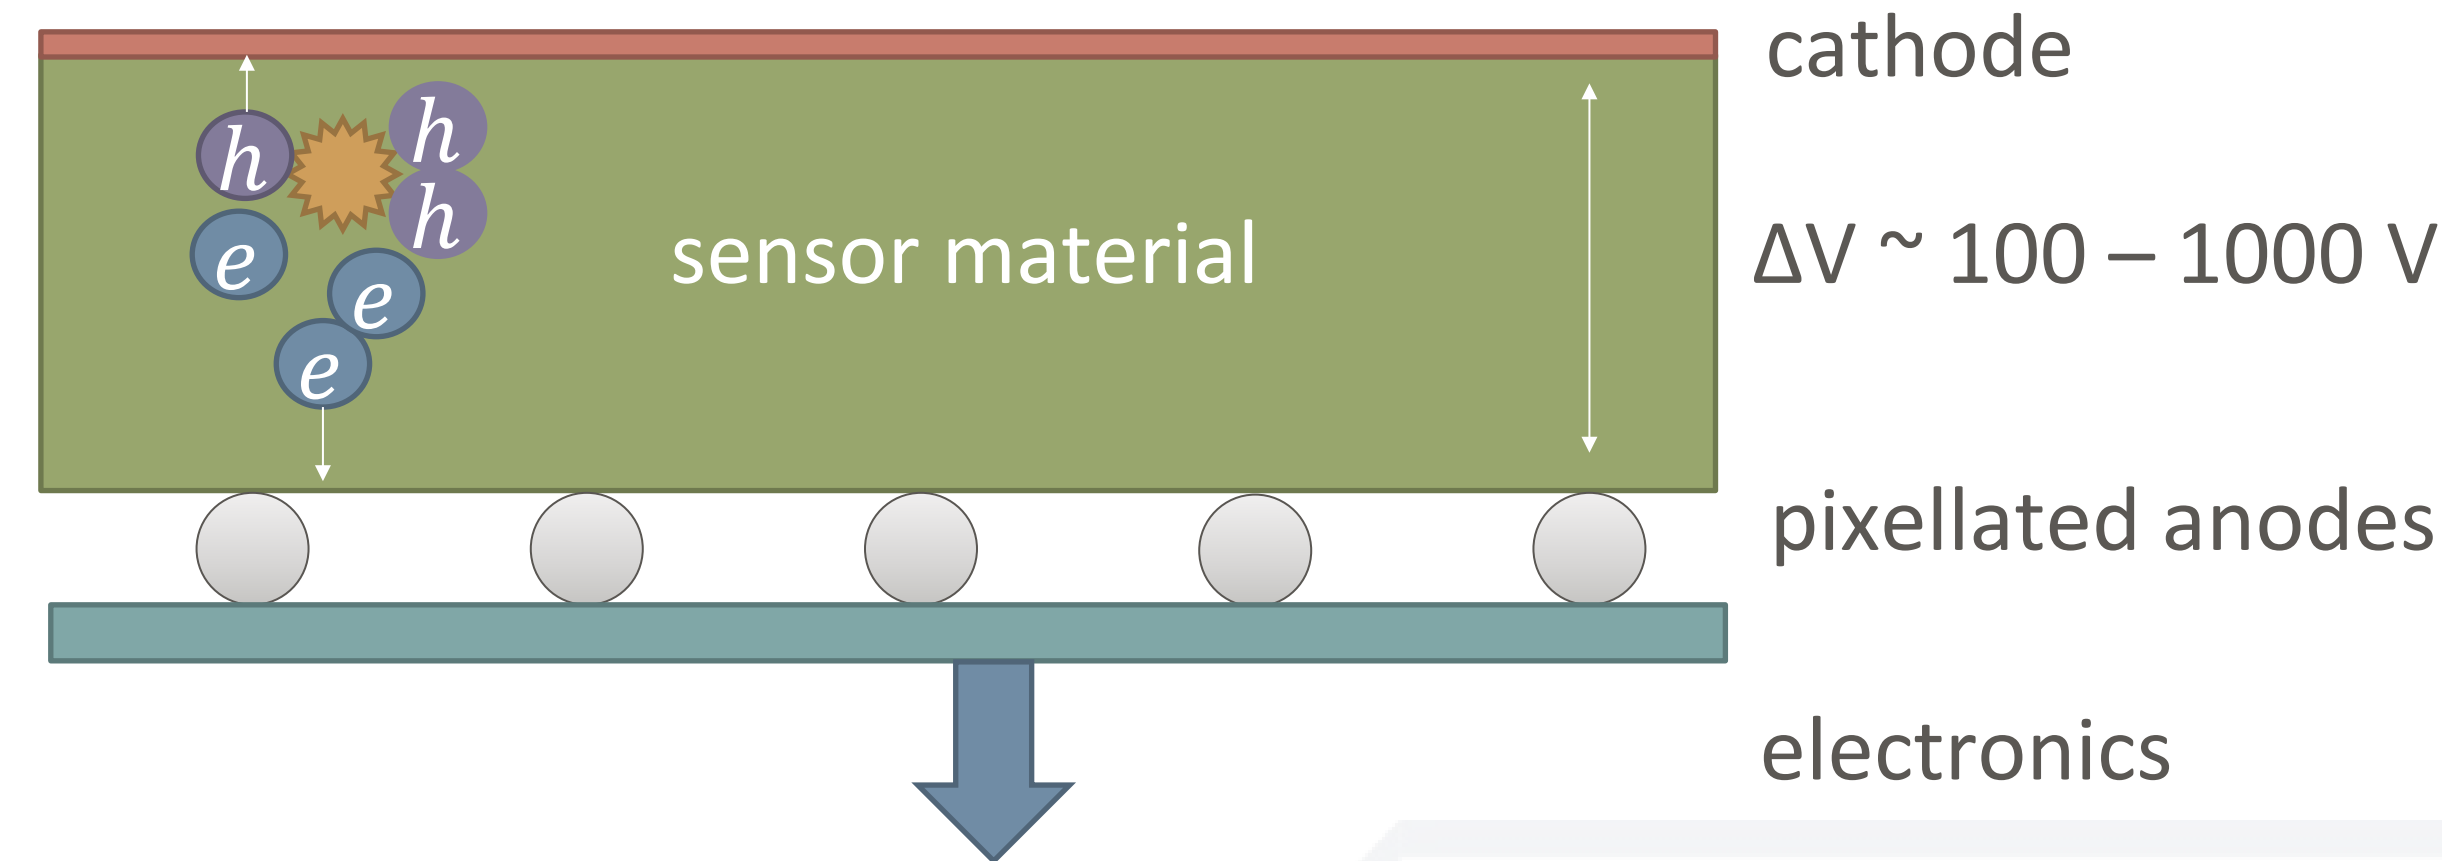 cathode
h
h
h
e
sensor material
ΔV ~ 100 – 1000 V
e
e
pixellated anodes
electronics